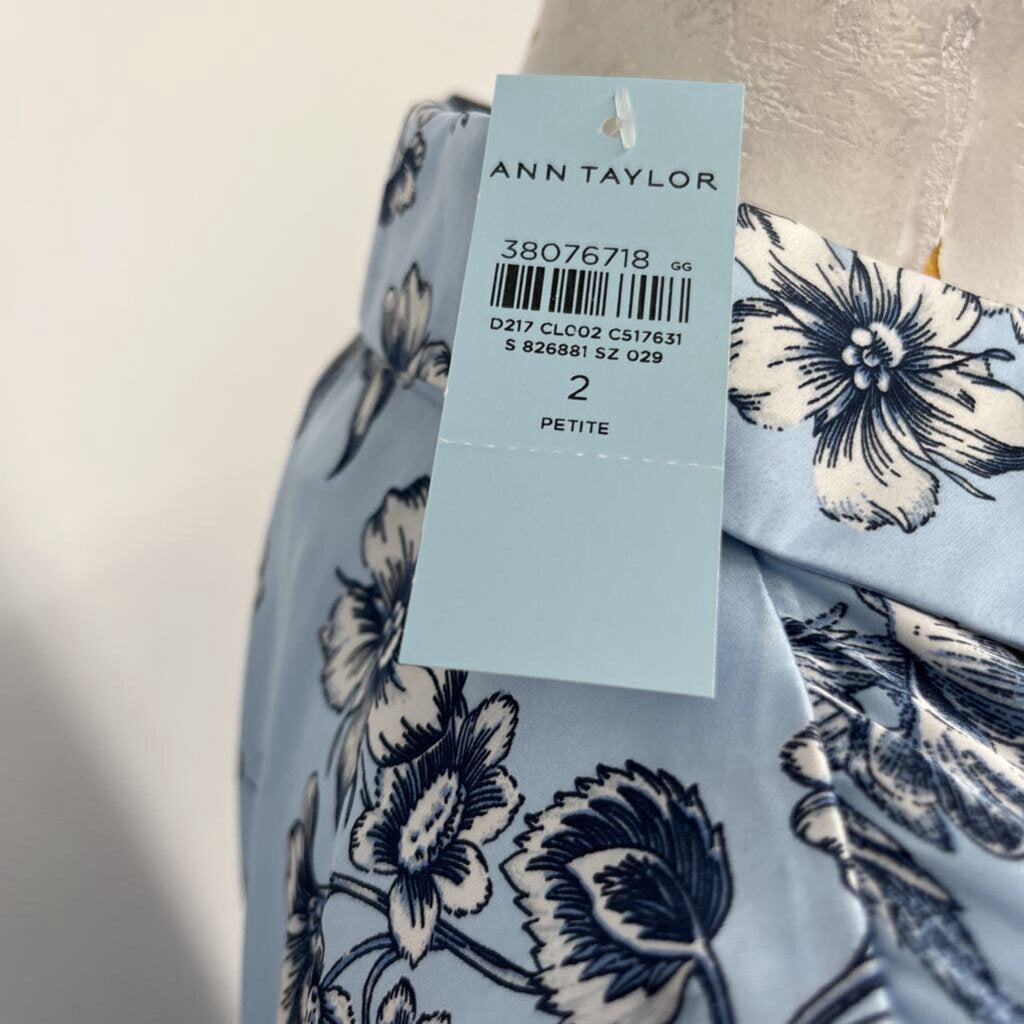 ANN TAYLOR
38076718 GG
D217 CL002 C517631
S 826881 SZ 029
2
PETITE